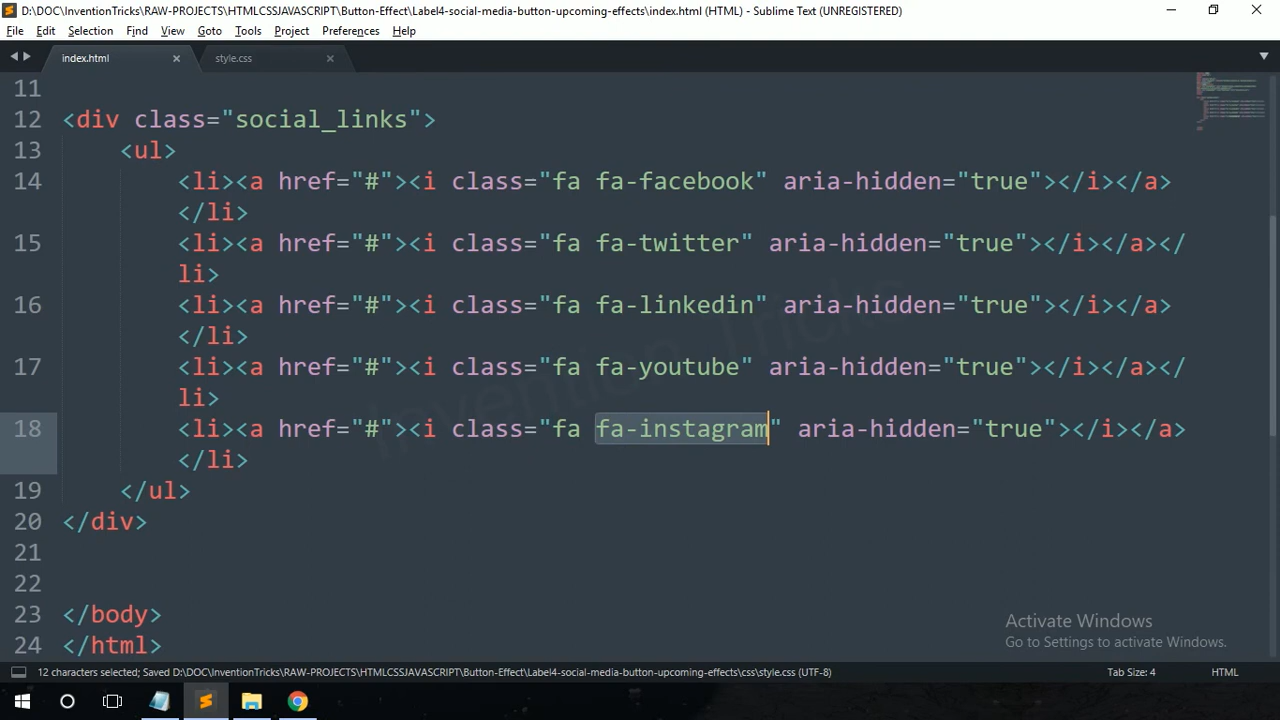 D:\DOC\InventionTricks\RAW-PROJECTS\HTMLCSSJAVASCRIPT\Button-Effect\Label4-social-media-button-upcoming-effects\index.html (HTML) - Sublime Text (UNREGISTERED)
File Edit Selection Find View Goto Tools Project Preferences Help
index.html style.css
11
12 <div class="social_links">
13 <ul>
14 <li><a href="#"><i class="fa fa-facebook" aria-hidden="true"></i></a>
</li>
15 <li><a href="#"><i class="fa fa-twitter" aria-hidden="true"></i></a></
li>
16 <li><a href="#"><i class="fa fa-linkedin" aria-hidden="true"></i></a>
</li>
17 <li><a href="#"><i class="fa fa-youtube" aria-hidden="true"></i></a></
li>
18 <li><a href="#"><i class="fa fa-instagram" aria-hidden="true"></i></a>
</li>
19 </ul>
20 </div>
21
22
23 </body>
24 </html>
Invention Tricks
Activate Windows
Go to Settings to activate Windows.
12 characters selected; Saved D:\DOC\InventionTricks\RAW-PROJECTS\HTMLCSSJAVASCRIPT\Button-Effect\Label4-social-media-button-upcoming-effects\css\style.css (UTF-8) Tab Size: 4 HTML